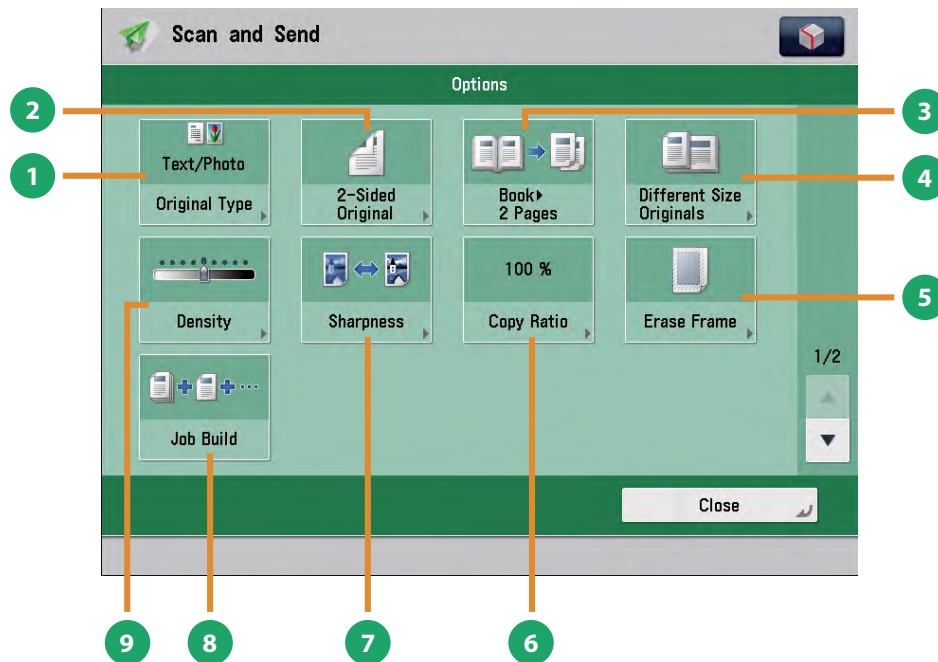 Scan and Send
Options
2
3
1
4
Text/Photo
Original Type
2-Sided
Original
Book▸
2 Pages
Different Size
Originals
5
Density
Sharpness
100 %
Copy Ratio
Erase Frame
1/2
Job Build
Close
9
8
7
6